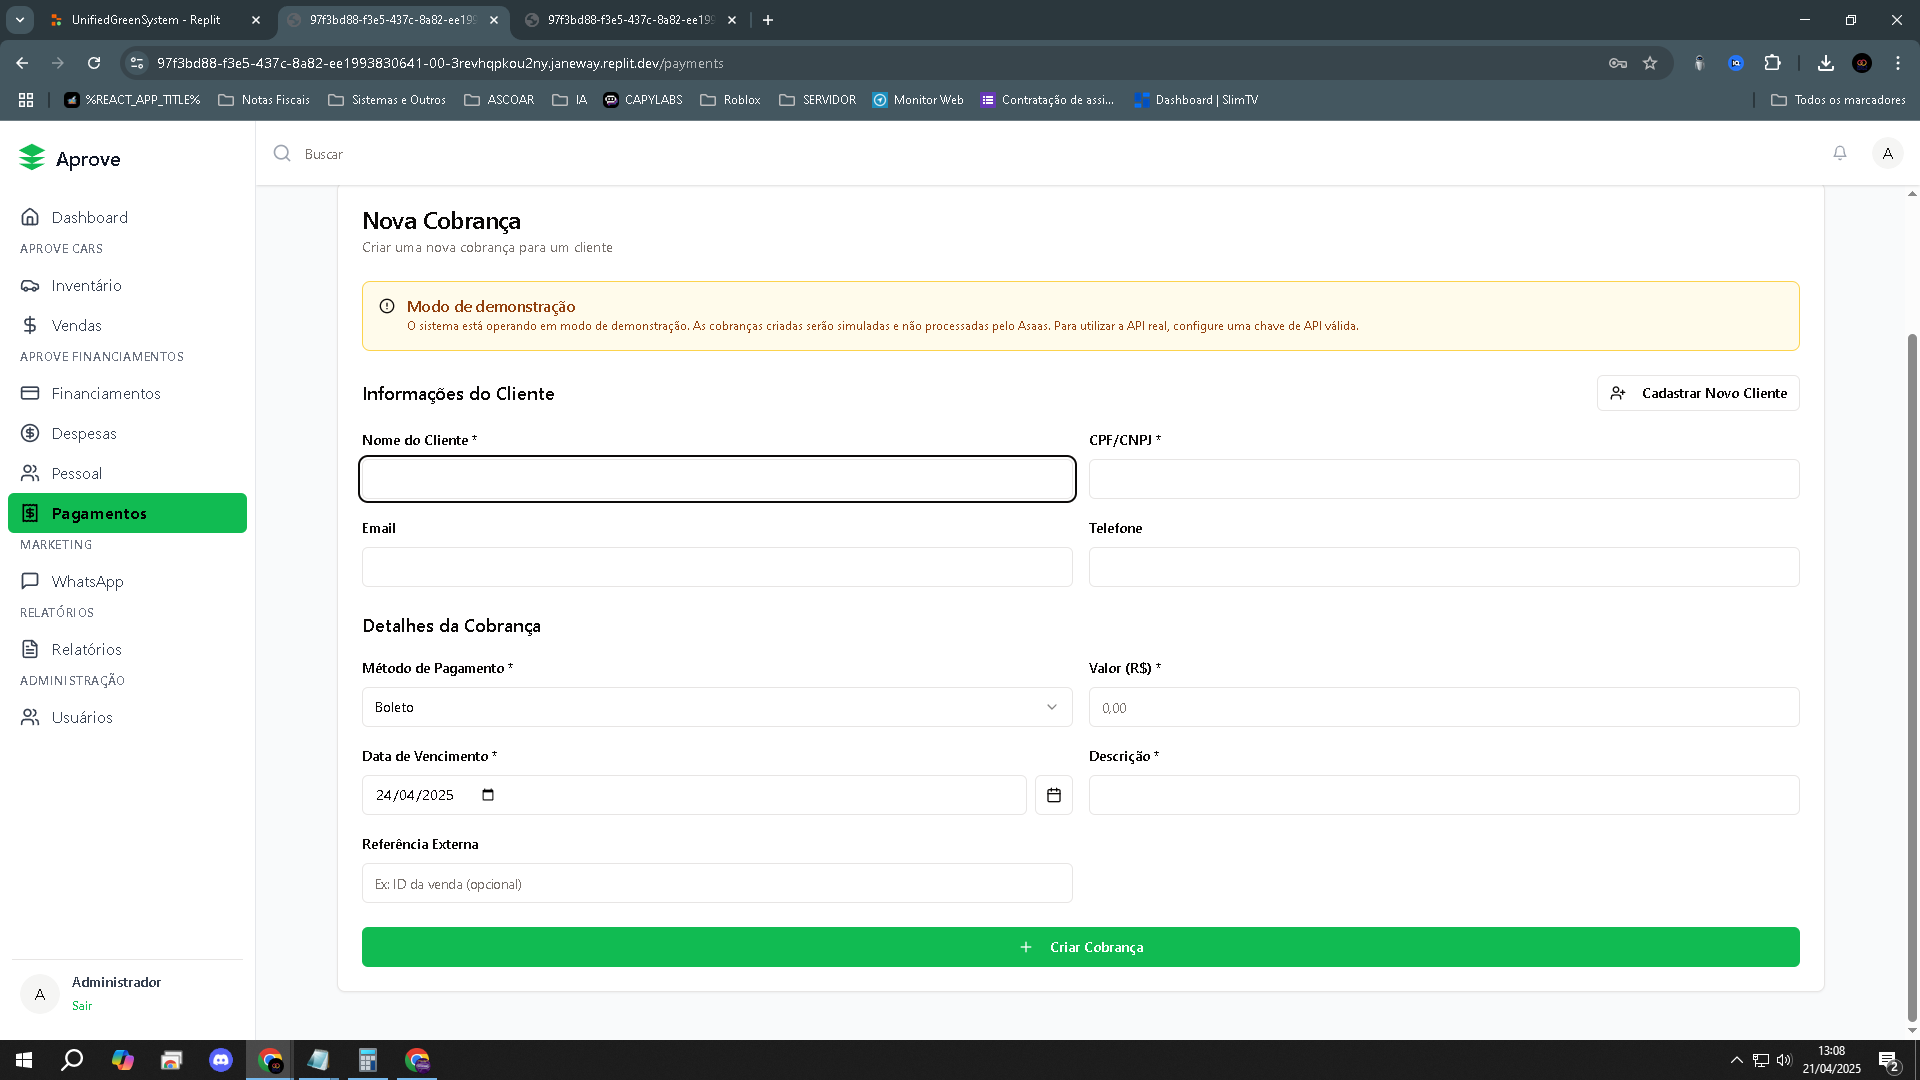 UnifiedGreenSystem - Replit
97f3bd88-f3e5-437c-8a82-ee199
97f3bd88-f3e5-437c-8a82-ee199
97f3bd88-f3e5-437c-8a82-ee1993830641-00-3revhqpkou2ny.janeway.replit.dev/payments
%REACT_APP_TITLE%
Notas Fiscais
Sistemas e Outros
ASCOAR
IA
CAPYLABS
Roblox
SERVIDOR
Monitor Web
Contratação de assi...
Dashboard | SlimTV
Todos os marcadores
Aprove
Buscar
A
Dashboard
APROVE CARS
Inventário
Vendas
APROVE FINANCIAMENTOS
Financiamentos
Despesas
Pessoal
Pagamentos
MARKETING
WhatsApp
RELATÓRIOS
Relatórios
ADMINISTRAÇÃO
Usuários
A
Administrador
Sair
Nova Cobrança
Criar uma nova cobrança para um cliente
Modo de demonstração
O sistema está operando em modo de demonstração. As cobranças criadas serão simuladas e não processadas pelo Asaas. Para utilizar a API real, configure uma chave de API válida.
Informações do Cliente
Cadastrar Novo Cliente
Nome do Cliente *
CPF/CNPJ *
Email
Telefone
Detalhes da Cobrança
Método de Pagamento *
Valor (R$) *
Boleto
0,00
Data de Vencimento *
Descrição *
24/04/2025
Referência Externa
Ex: ID da venda (opcional)
Criar Cobrança
13:08
21/04/2025
2